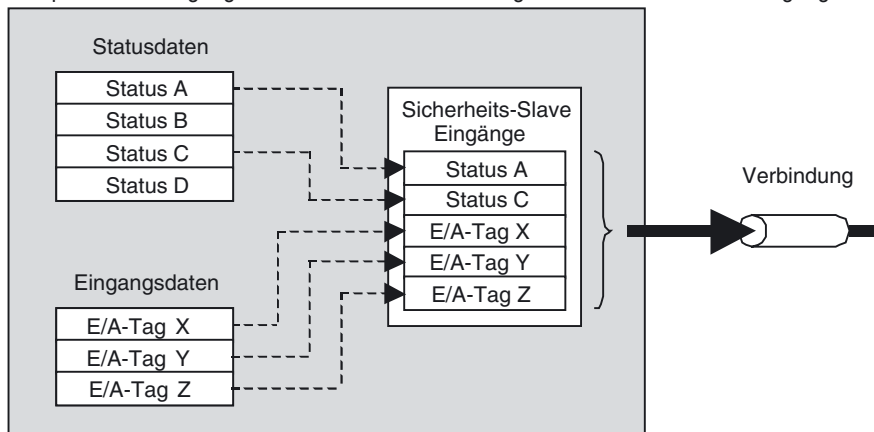 Statusdaten
Status A
Status B
Status C
Status D
Eingangsdaten
E/A-Tag X
E/A-Tag Y
E/A-Tag Z
Sicherheits-Slave
Eingänge
Status A
Status C
E/A-Tag X
E/A-Tag Y
E/A-Tag Z
Verbindung